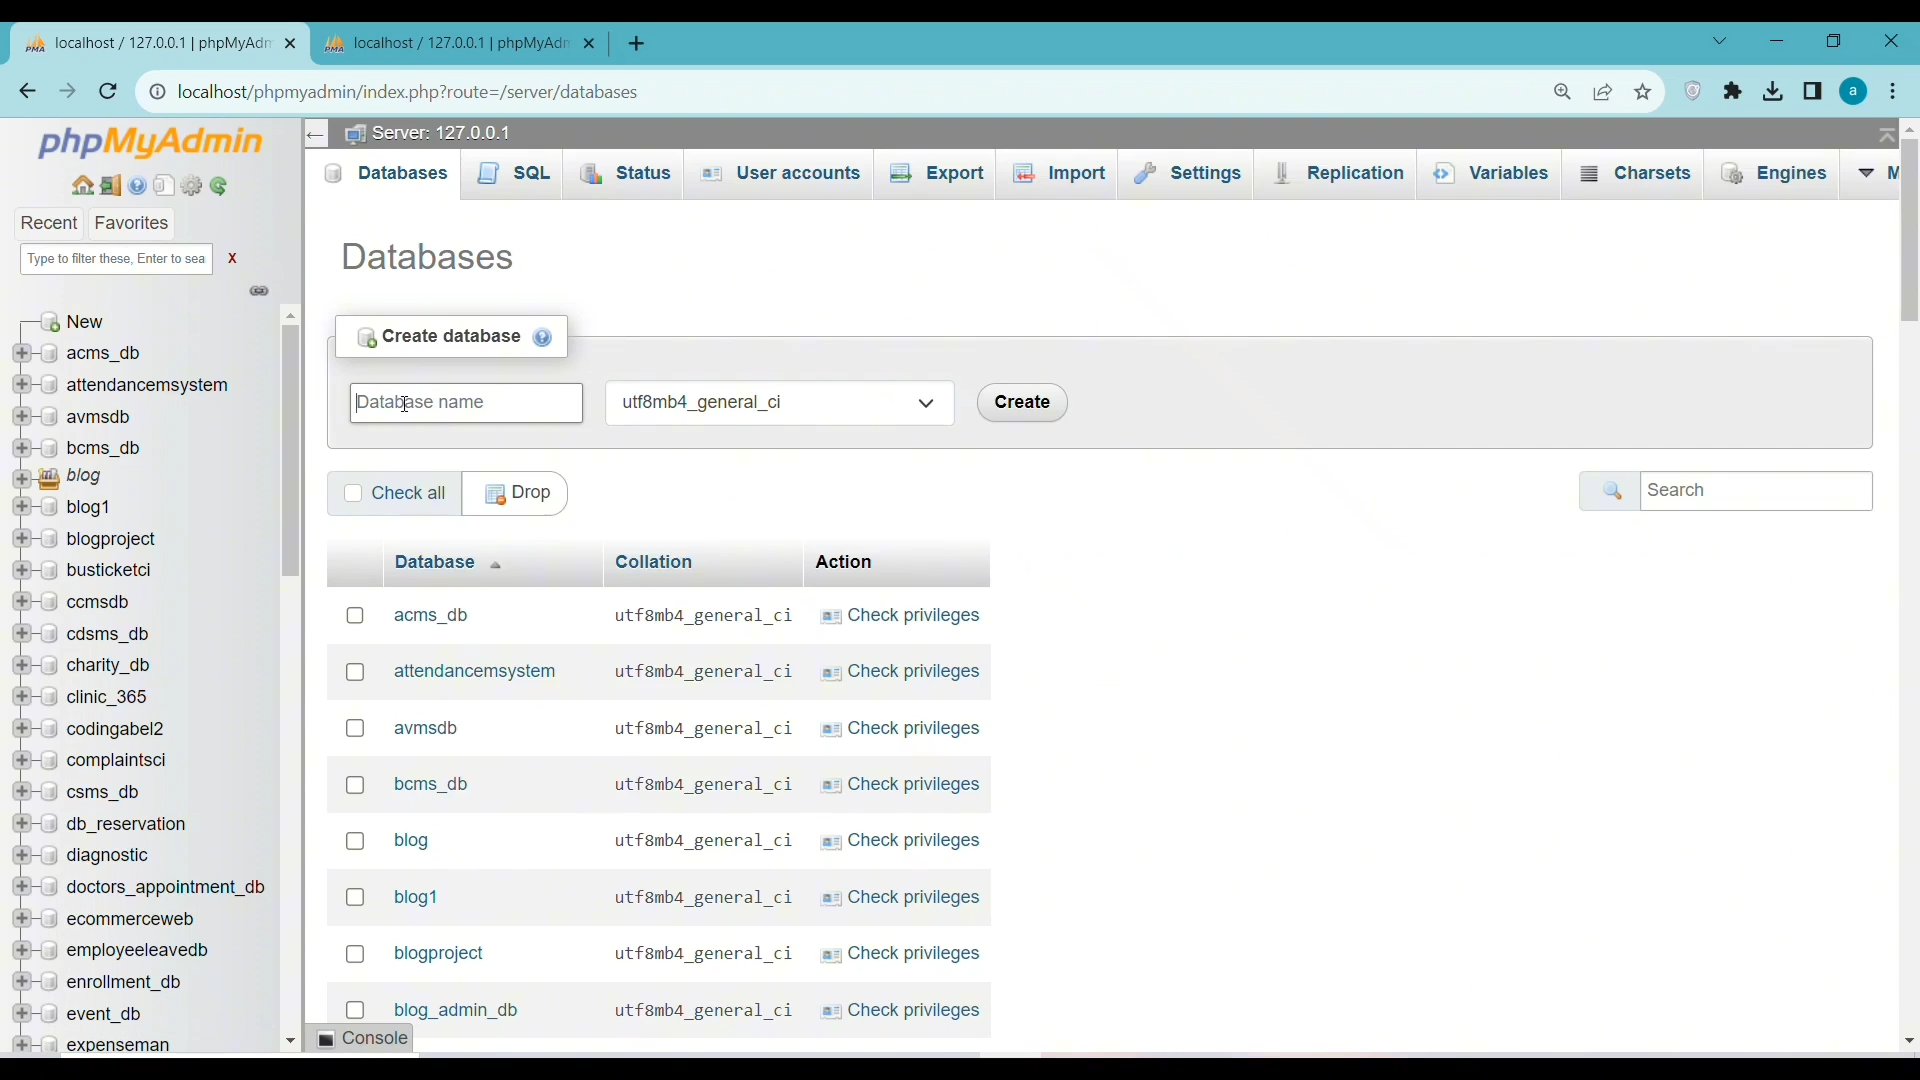 PMA localhost / 127.0.0.1 | phpMyAdm
PMA localhost / 127.0.0.1 | phpMyAdm
localhost/phpmyadmin/index.php?route=/server/databases
a
phpMyAdmin
Server: 127.0.0.1
Databases SQL Status User accounts Export Import Settings Replication Variables Charsets Engines M
Recent Favorites
Type to filter these, Enter to sea X
New
acms_db
attendancemsystem
avmsdb
bcms_db
blog
blog1
blogproject
busticketci
ccmsdb
cdsms_db
charity_db
clinic_365
codingabel2
complaintsci
csms_db
db_reservation
diagnostic
doctors_appointment_db
ecommerceweb
employeeleavedb
enrollment_db
event_db
expenseman
Databases
Create database
Database name utf8mb4_general_ci Create
Check all Drop Search
Database Collation Action
acms_db utf8mb4_general_ci Check privileges
attendancemsystem utf8mb4_general_ci Check privileges
avmsdb utf8mb4_general_ci Check privileges
bcms_db utf8mb4_general_ci Check privileges
blog utf8mb4_general_ci Check privileges
blog1 utf8mb4_general_ci Check privileges
blogproject utf8mb4_general_ci Check privileges
blog_admin_db utf8mb4_general_ci Check privileges
Console